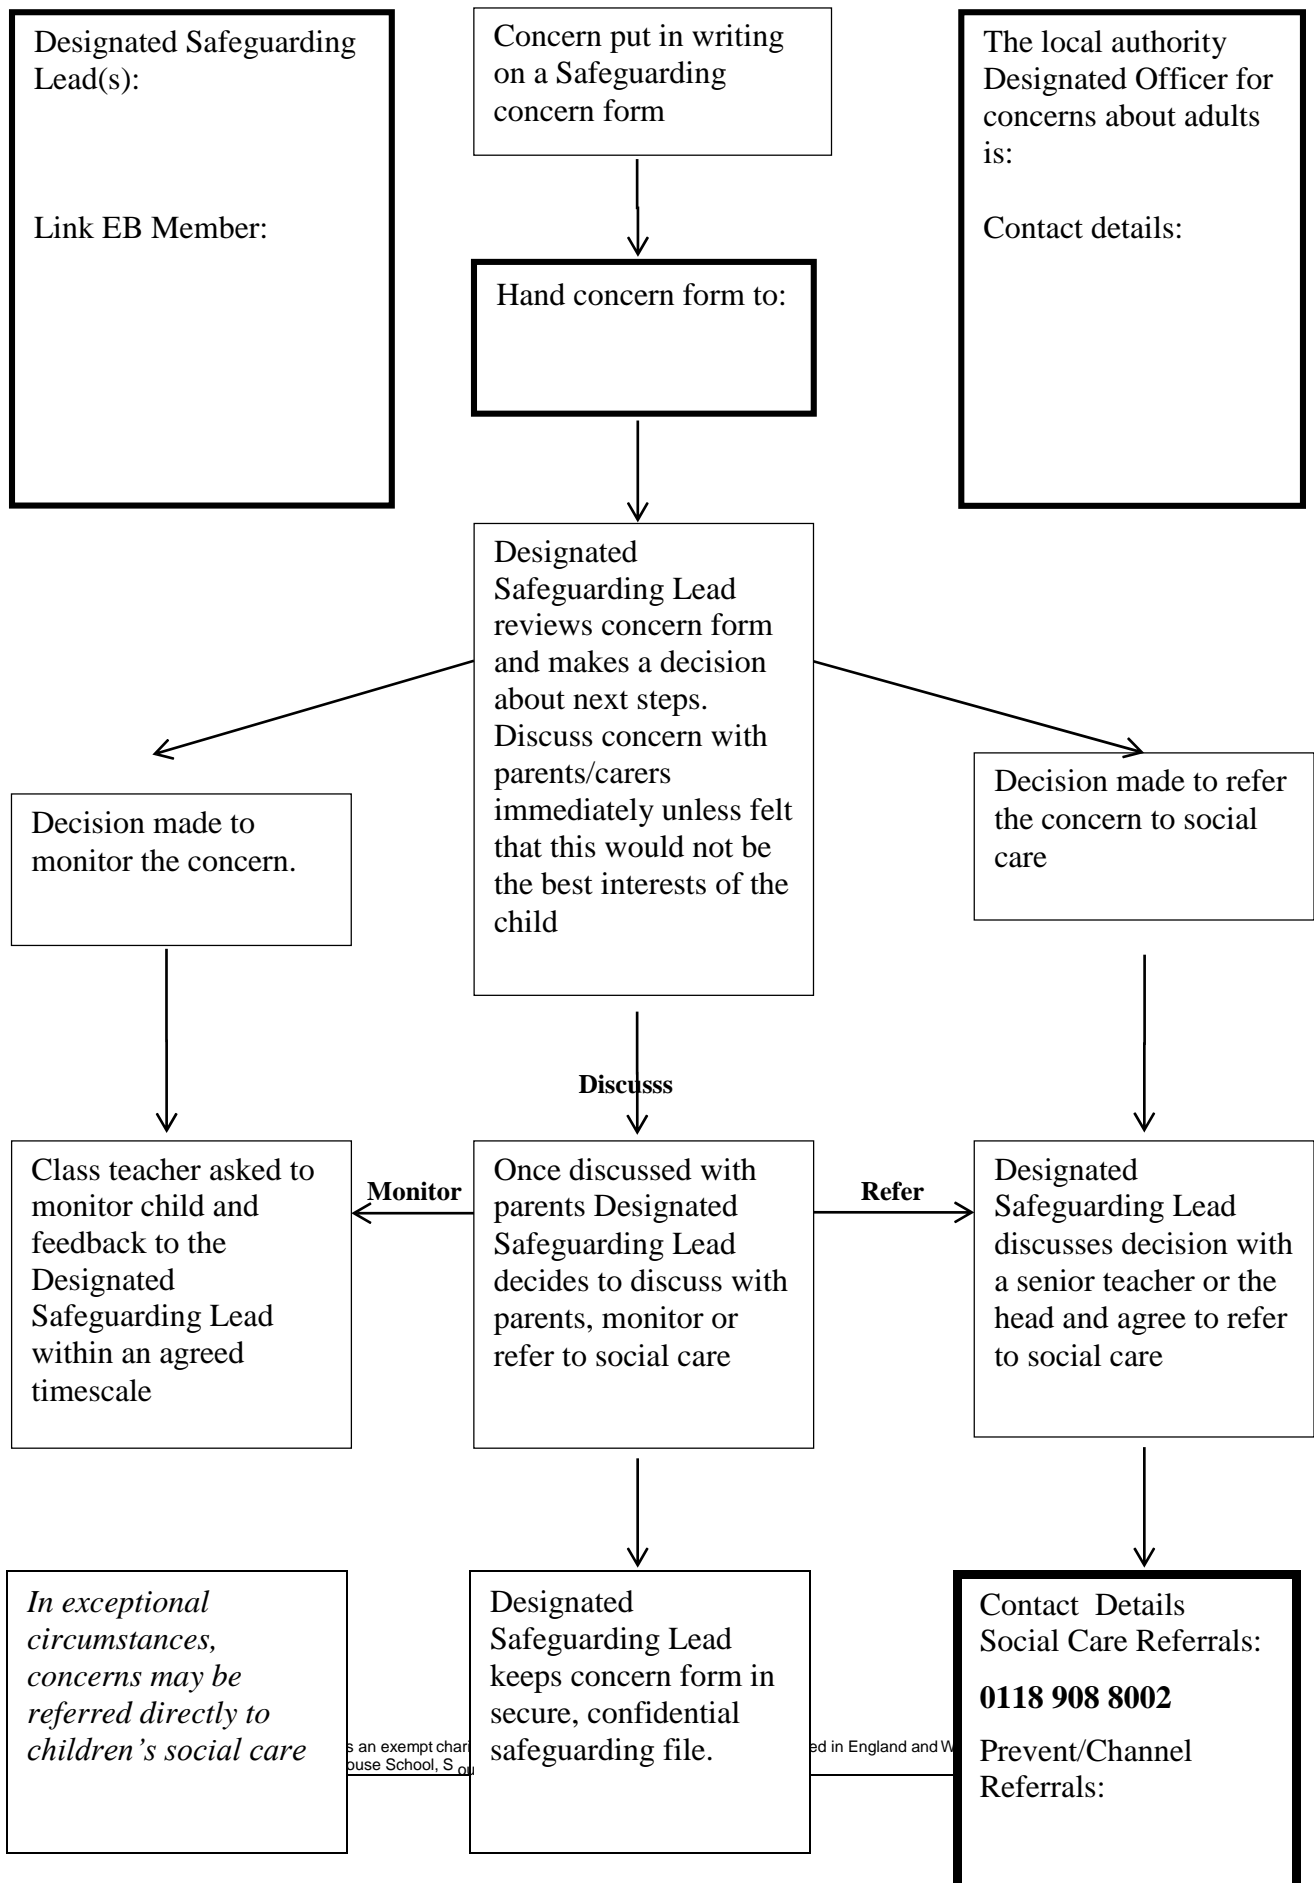 Designated Safeguarding
Lead(s):
Link EB Member:
Concern put in writing
on a Safeguarding
concern form
The local authority
Designated Officer for
concerns about adults
is:
Contact details:
Hand concern form to:
Designated
Safeguarding Lead
reviews concern form
and makes a decision
about next steps.
Discuss concern with
parents/carers
immediately unless felt
that this would not be
the best interests of the
child
Decision made to
monitor the concern.
Decision made to refer
the concern to social
care
Discusss
Class teacher asked to
monitor child and
feedback to the
Designated
Safeguarding Lead
within an agreed
timescale
Monitor
Once discussed with
parents Designated
Safeguarding Lead
decides to discuss with
parents, monitor or
refer to social care
Refer
Designated
Safeguarding Lead
discusses decision with
a senior teacher or the
head and agree to refer
to social care
In exceptional
circumstances,
concerns may be
referred directly to
children’s social care
Designated
Safeguarding Lead
keeps concern form in
secure, confidential
safeguarding file.
Contact Details
Social Care Referrals:
0118 908 8002
Prevent/Channel
Referrals:
an exempt
ed in England and
School,